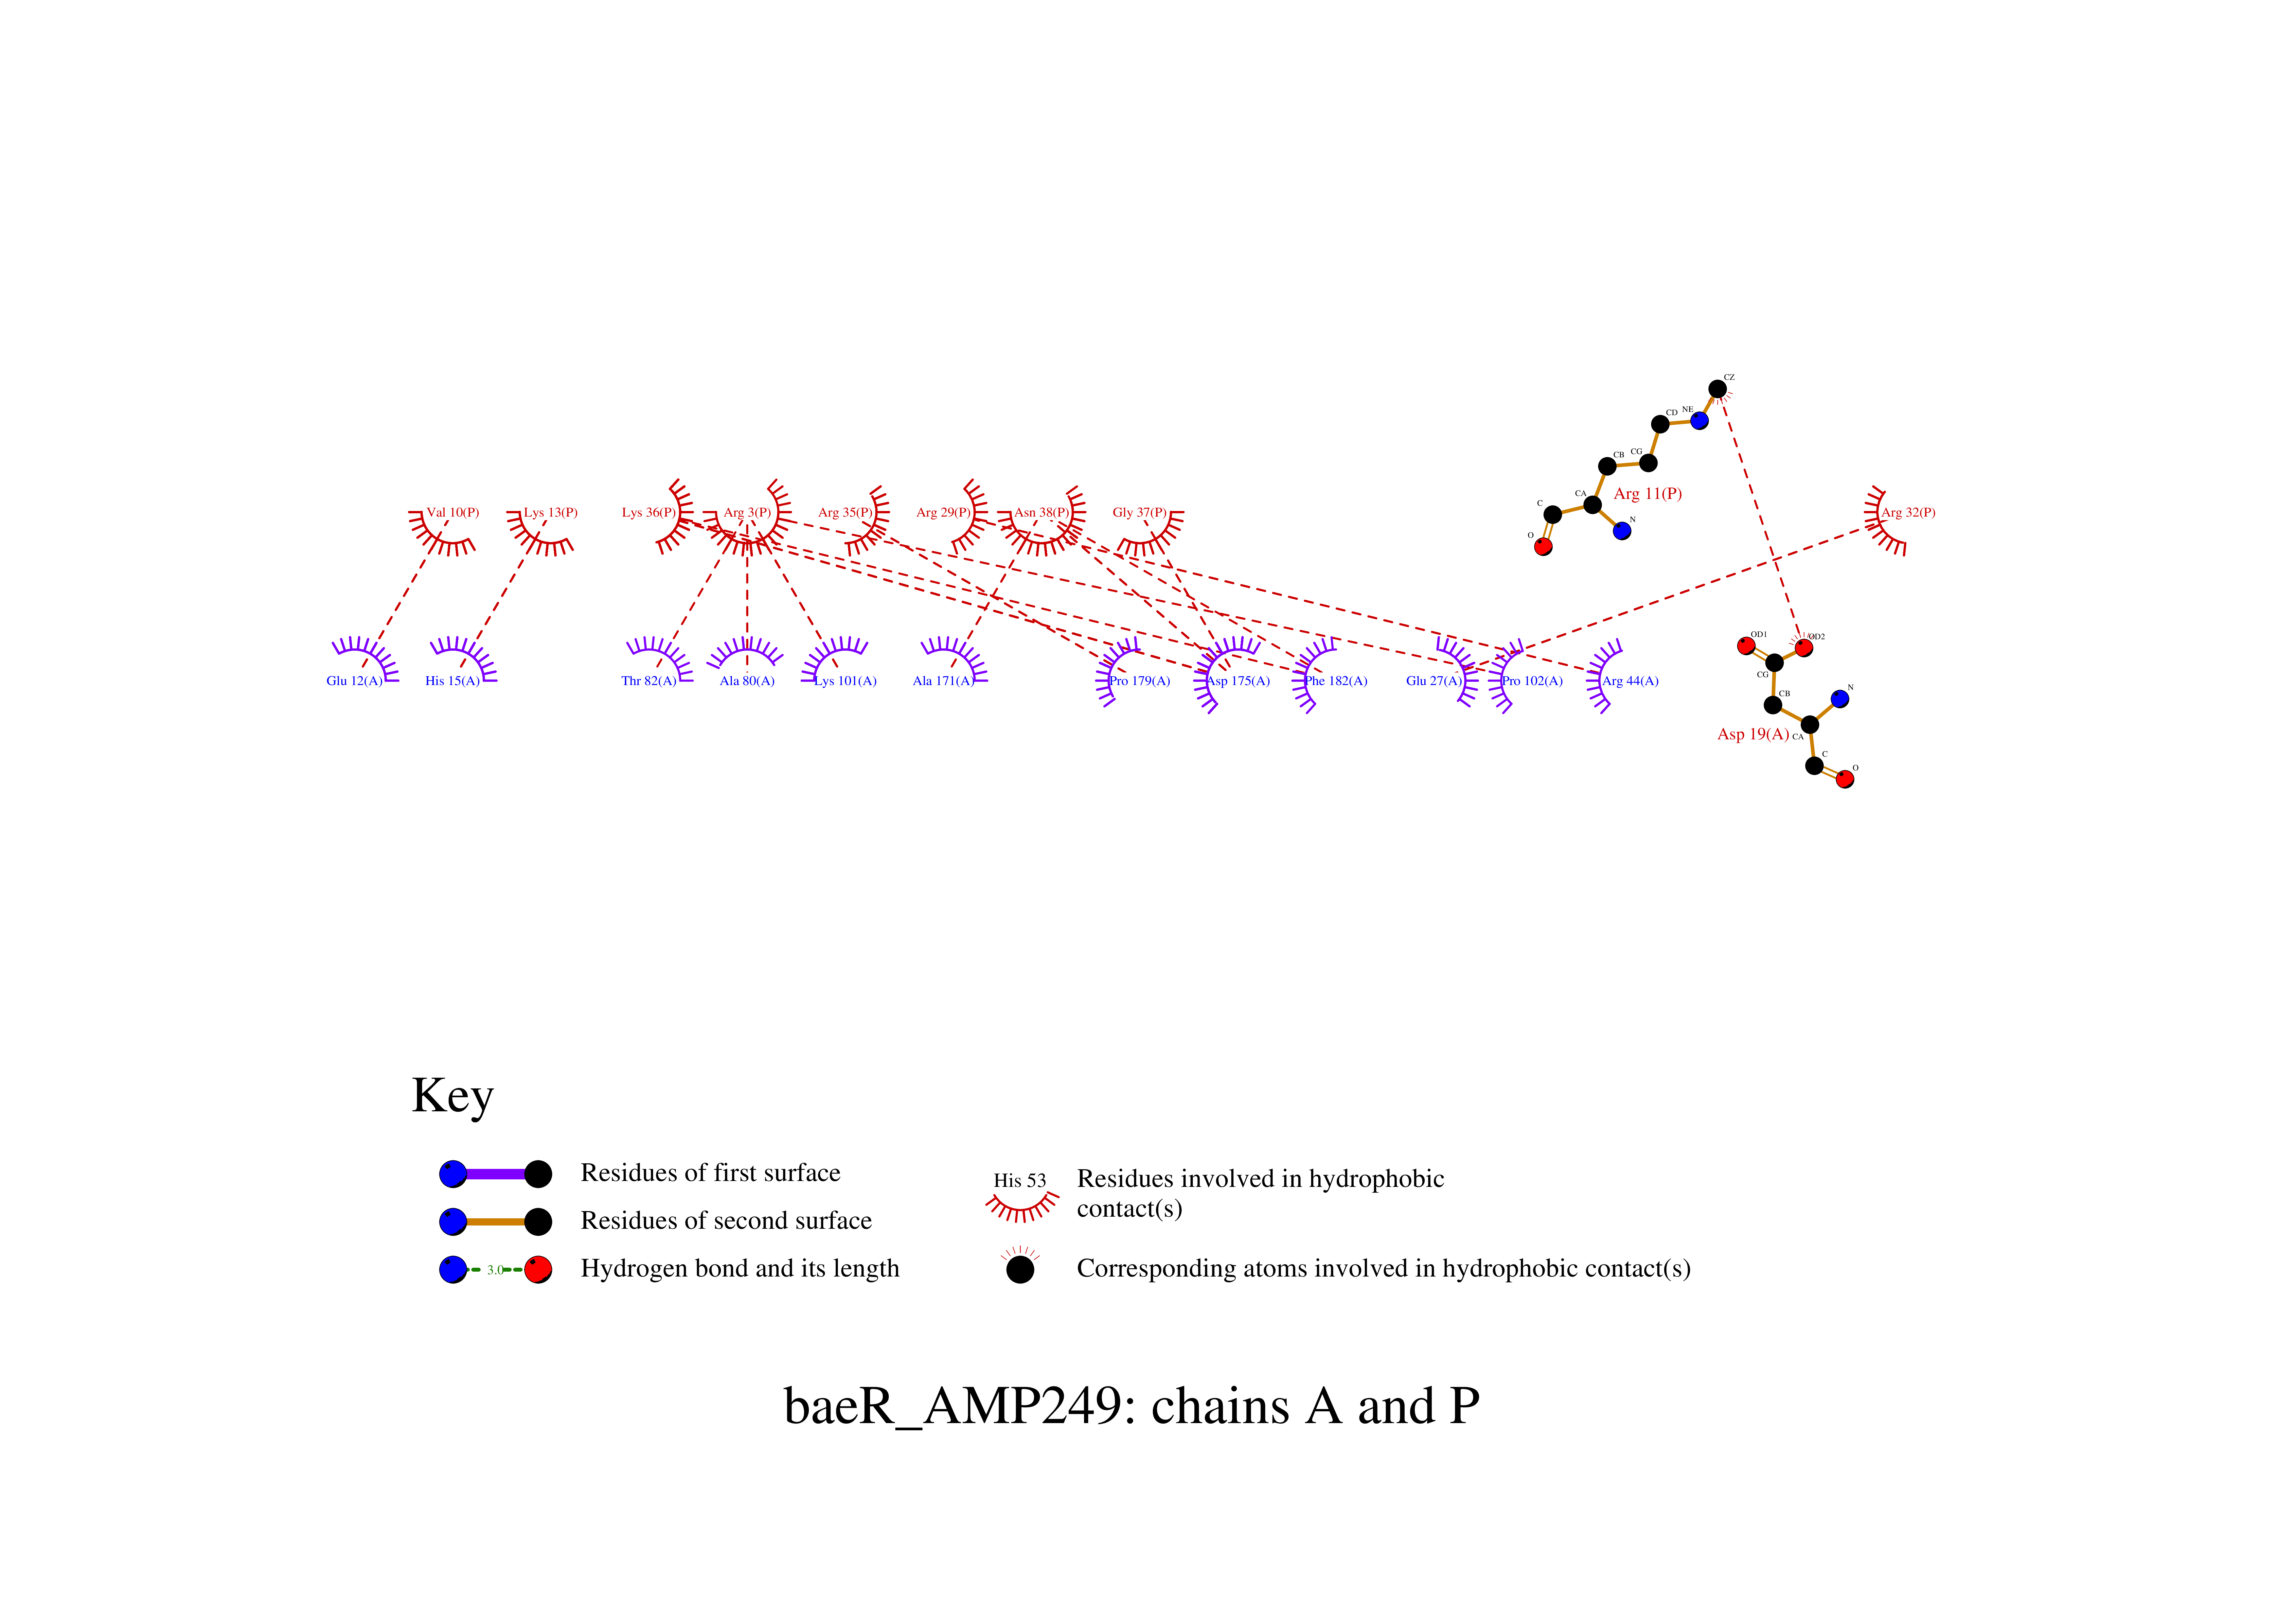 CZ
CD NE
CB CG
Arg 11(P)
CA
C
N
O
Val 10(P) Lys 13(P) Lys 36(P) Arg 3(P) Arg 35(P) Arg 29(P) Asn 38(P) Gly 37(P) Arg 32(P)
OD1 OD2
CG
N
CB
Glu 12(A) His 15(A) Thr 82(A) Ala 80(A) Lys 101(A) Ala 171(A) Pro 179(A) Asp 175(A) Phe 182(A) Glu 27(A) Pro 102(A) Arg 44(A)
Asp 19(A) CA
C
O
Key
Residues of first surface
Residues of second surface
3.0 Hydrogen bond and its length
His 53 Residues involved in hydrophobic
contact(s)
Corresponding atoms involved in hydrophobic contact(s)
baeR_AMP249: chains A and P